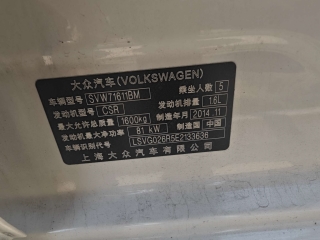 大众汽车(VOLKSWAGEN)
乘坐人数 5
车辆型号 SVW71611BM
发动机排量 1.6L
发动机型号 CSR
制造年月 2014.11
最大允许总质量 1600kg
制造国 中国
发动机最大净功率 81 kW
车辆识别代号 LSVG026R5E2133636
上海大众汽车有限公司